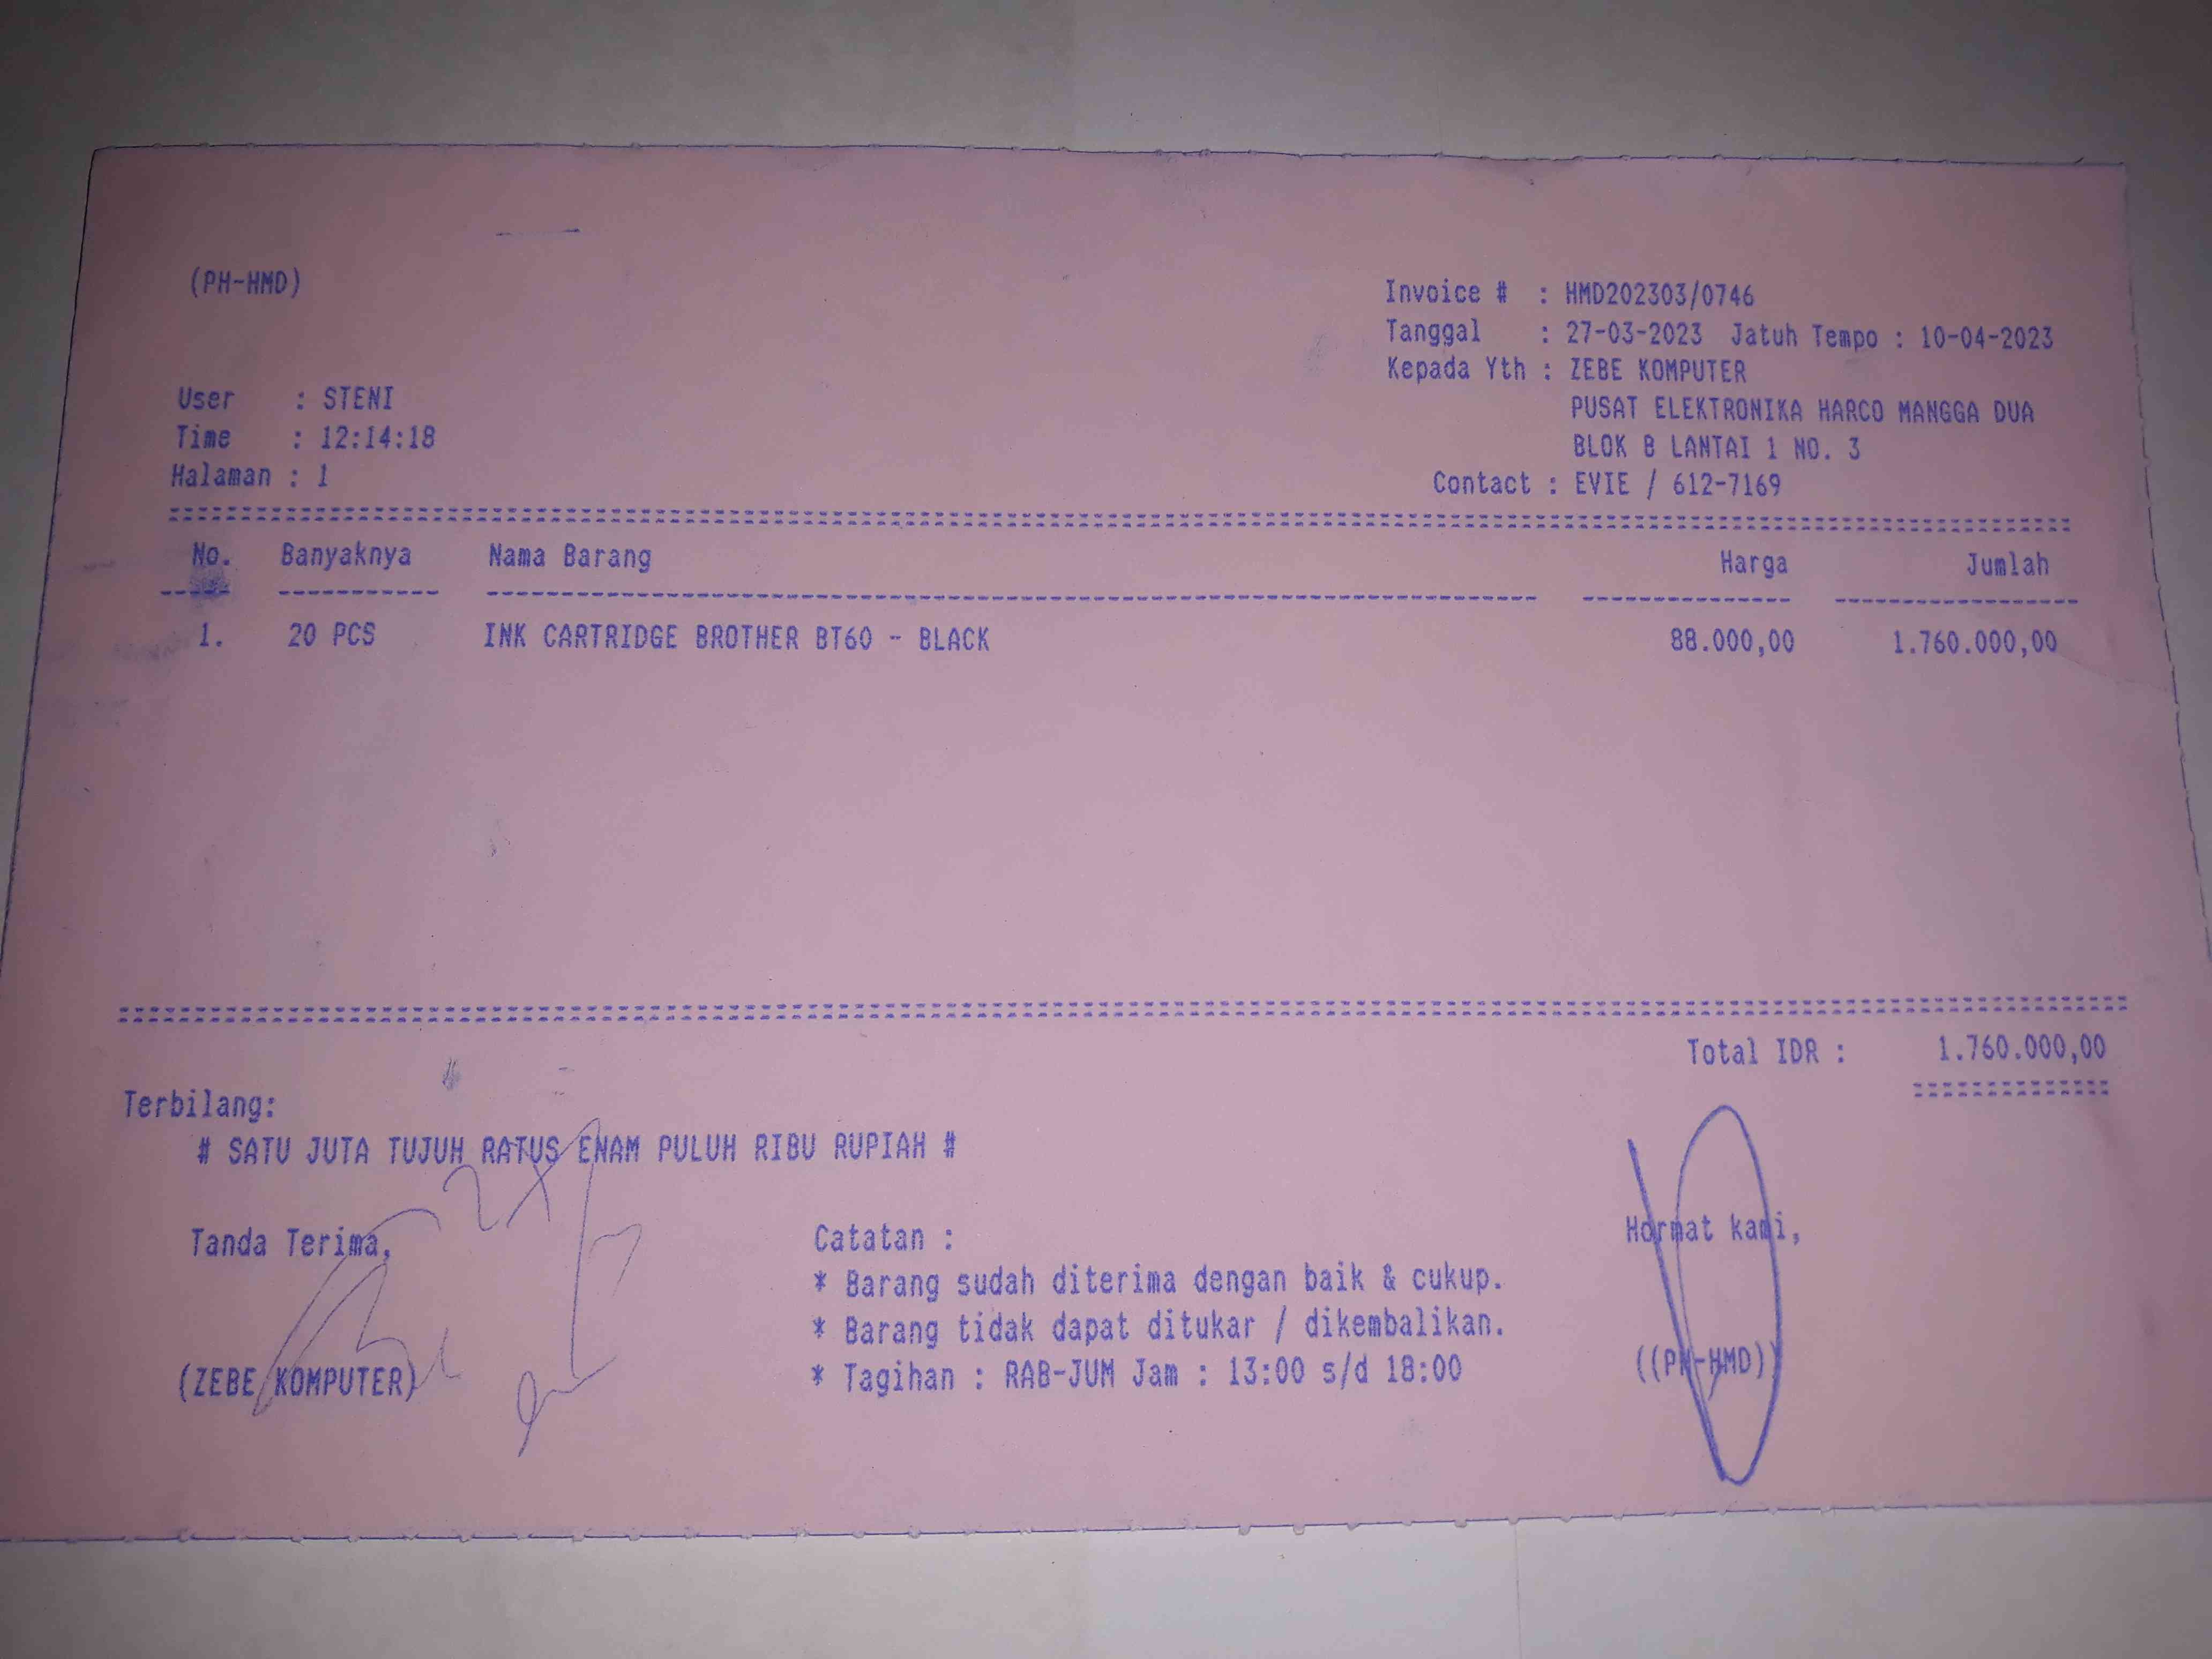 (PH-HMD)
Invoice # : HMD202303/0746
Tanggal : 27-03-2023 Jatuh Tempo : 10-04-2023
Kepada Yth : ZEBE KOMPUTER
User : STENI
PUSAT ELEKTRONIKA HARCO MANGGA DUA
Time : 12:14:18
BLOK B LANTAI 1 NO. 3
Halaman : 1
Contact : EVIE / 612-7169
No. Banyaknya Nama Barang Harga Jumlah
1. 20 PCS INK CARTRIDGE BROTHER BT60 - BLACK 88.000,00 1.760.000,00
Total IDR : 1.760.000,00
Terbilang:
# SATU JUTA TUJUH RATUS ENAM PULUH RIBU RUPIAH #
Tanda Terima,
(ZEBE KOMPUTER)
Catatan :
* Barang sudah diterima dengan baik & cukup.
* Barang tidak dapat ditukar / dikembalikan.
* Tagihan : RAB-JUM Jam : 13:00 s/d 18:00
Hormat kami,
((PH-HMD))